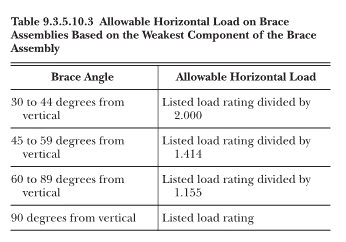 Table 9.3.5.10.3 Allowable Horizontal Load on Brace
Assemblies Based on the Weakest Component of the Brace
Assembly
Brace Angle Allowable Horizontal Load
30 to 44 degrees from Listed load rating divided by
vertical 2.000
45 to 59 degrees from Listed load rating divided by
vertical 1.414
60 to 89 degrees from Listed load rating divided by
vertical 1.155
90 degrees from vertical Listed load rating